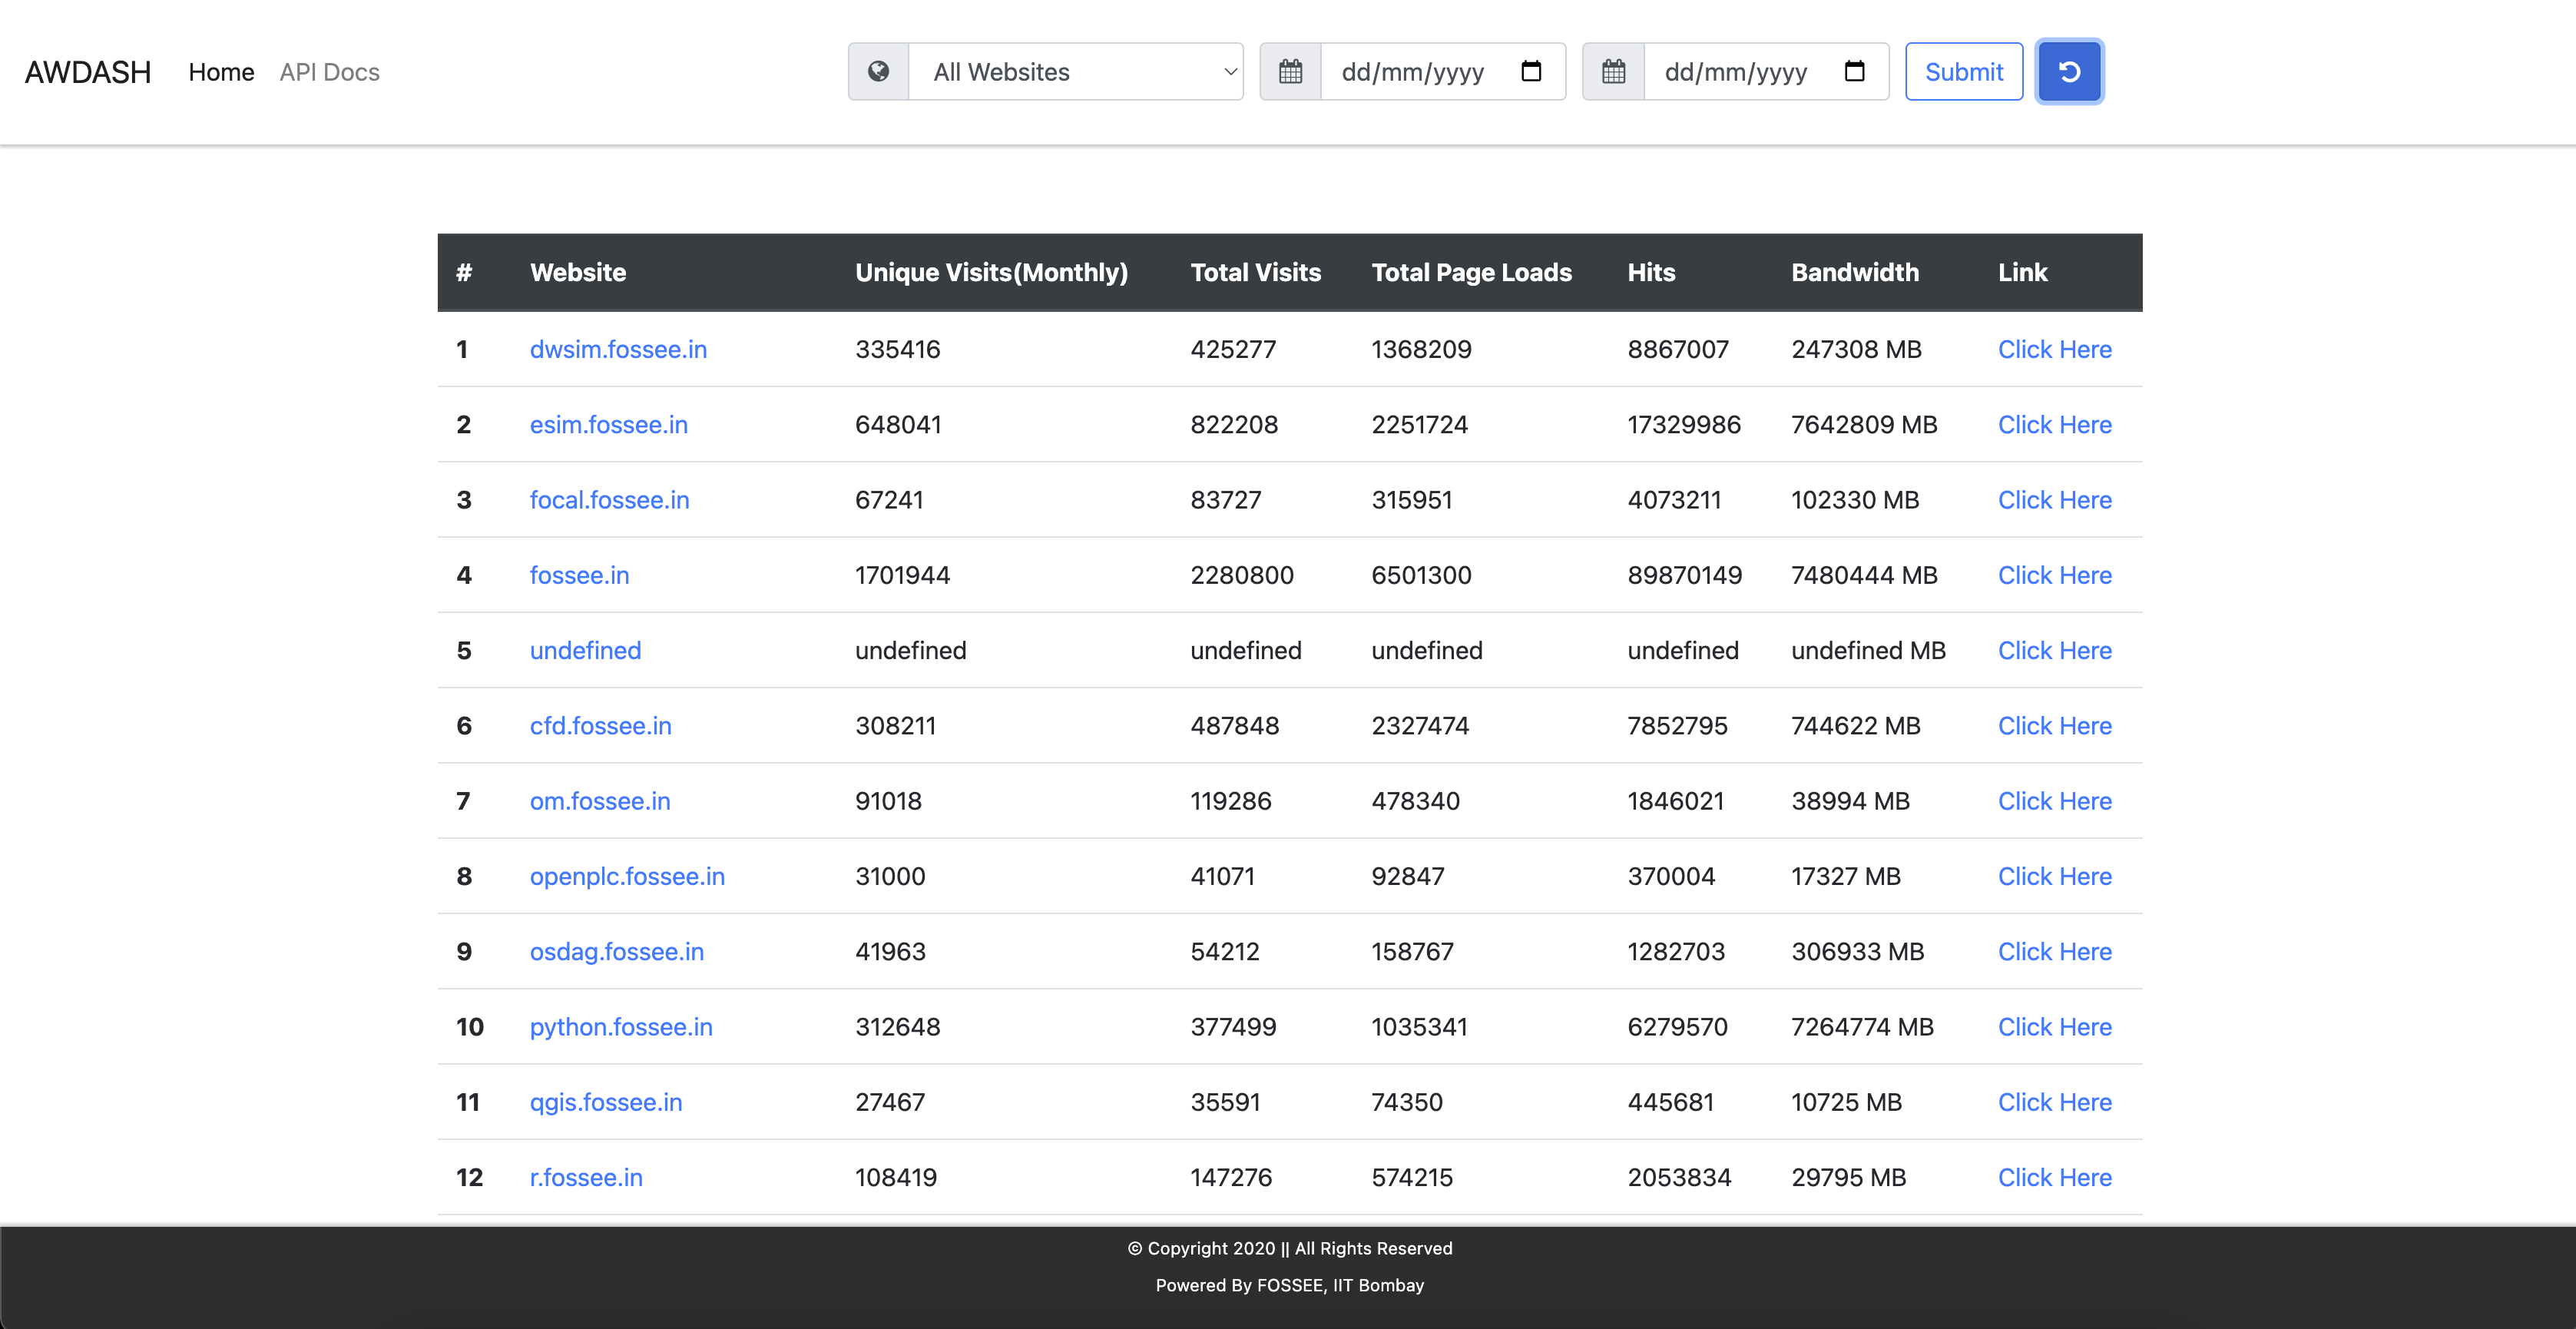 AWDASH Home API Docs All Websites dd/mm/yyyy dd/mm/yyyy Submit
# Website Unique Visits(Monthly) Total Visits Total Page Loads Hits Bandwidth Link
1 dwsim.fossee.in 335416 425277 1368209 8867007 247308 MB Click Here
2 esim.fossee.in 648041 822208 2251724 17329986 7642809 MB Click Here
3 focal.fossee.in 67241 83727 315951 4073211 102330 MB Click Here
4 fossee.in 1701944 2280800 6501300 89870149 7480444 MB Click Here
5 undefined undefined undefined undefined undefined undefined MB Click Here
6 cfd.fossee.in 308211 487848 2327474 7852795 744622 MB Click Here
7 om.fossee.in 91018 119286 478340 1846021 38994 MB Click Here
8 openplc.fossee.in 31000 41071 92847 370004 17327 MB Click Here
9 osdag.fossee.in 41963 54212 158767 1282703 306933 MB Click Here
10 python.fossee.in 312648 377499 1035341 6279570 7264774 MB Click Here
11 qgis.fossee.in 27467 35591 74350 445681 10725 MB Click Here
12 r.fossee.in 108419 147276 574215 2053834 29795 MB Click Here
© Copyright 2020 || All Rights Reserved
Powered By FOSSEE, IIT Bombay